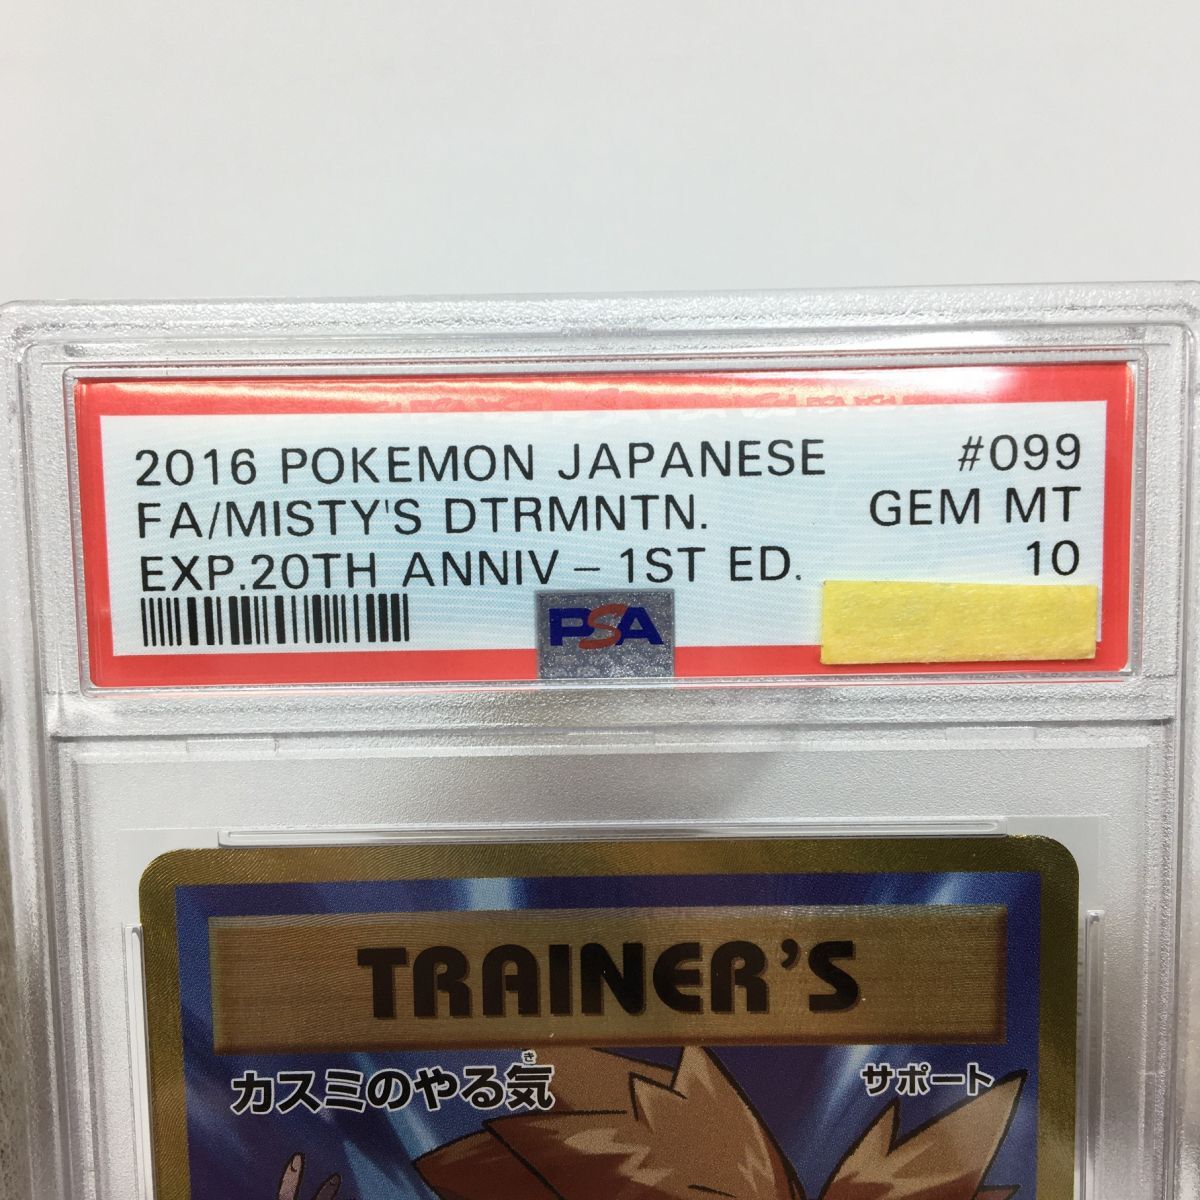 2016 POKEMON JAPANESE #099
FA/MISTY'S DTRMNTN. GEM MT
EXP.20TH ANNIV – 1ST ED. 10
PSA
TRAINER'S
き
カスミのやる気 サポート